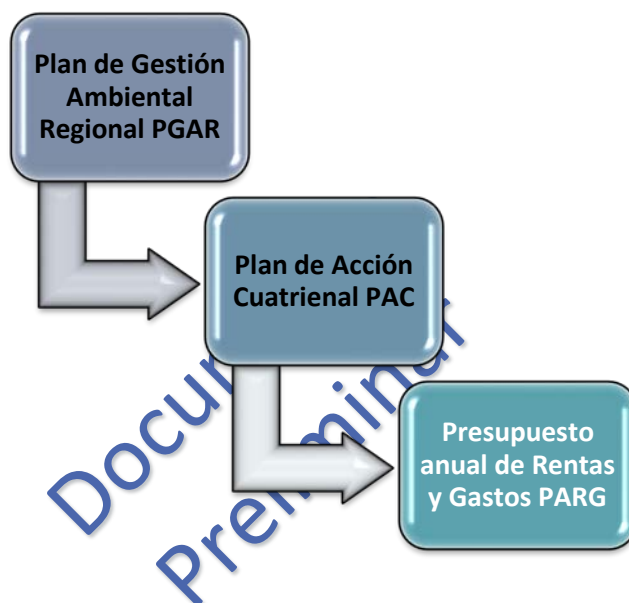 Plan de Gestión
Ambiental
Regional PGAR
Plan de Acción
Cuatrienal PAC
Presupuesto
anual de Rentas
y Gastos PARG